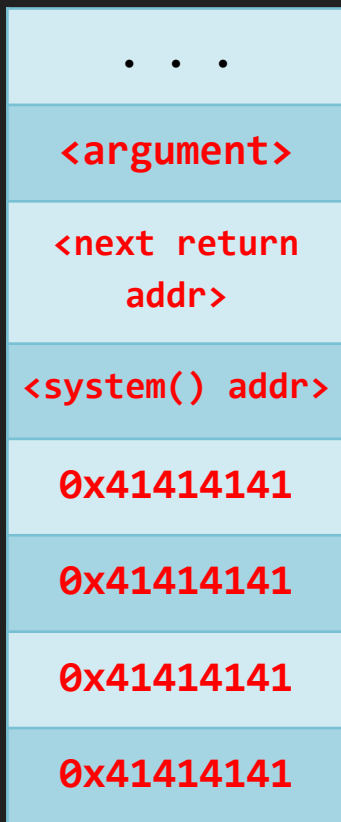 . . .
<argument>
<next return
addr>
<system() addr>
0x41414141
0x41414141
0x41414141
0x41414141